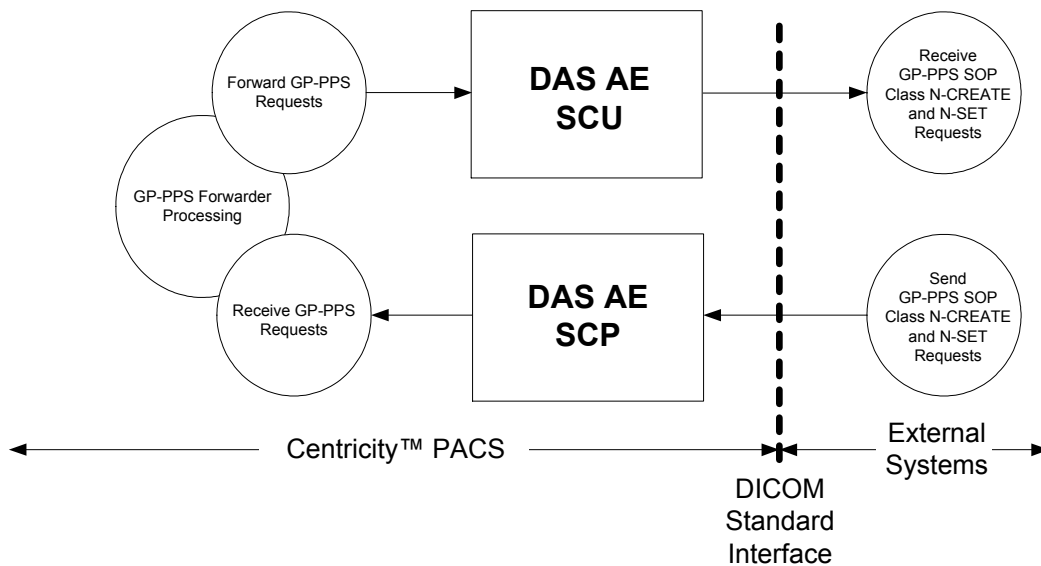 Forward GP-PPS
Requests
DAS AE
SCU
Receive
GP-PPS SOP
Class N-CREATE
and N-SET
Requests
GP-PPS Forwarder
Processing
Receive GP-PPS
Requests
DAS AE
SCP
Send
GP-PPS SOP
Class N-CREATE
and N-SET
Requests
Centricity™ PACS
External
Systems
DICOM
Standard
Interface